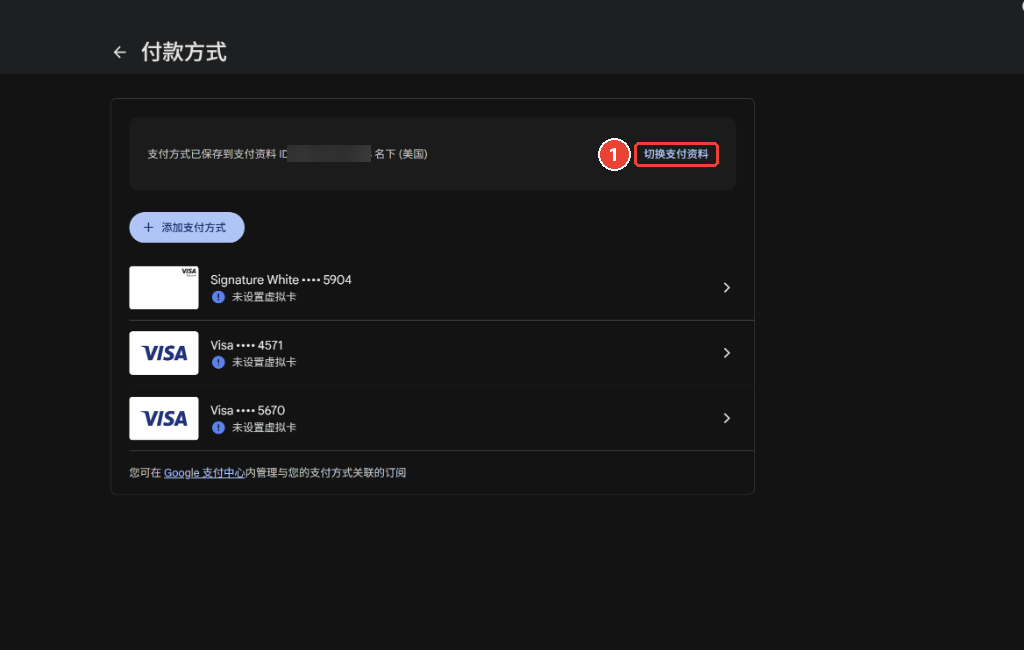 ← 付款方式
支付方式已保存到支付资料 ID 名下 (美国)
1 切换支付资料
+ 添加支付方式
VISA
Signature White •••• 5904
未设置虚拟卡
VISA
Visa •••• 4571
未设置虚拟卡
VISA
Visa •••• 5670
未设置虚拟卡
您可在 Google 支付中心内管理与您的支付方式关联的订阅